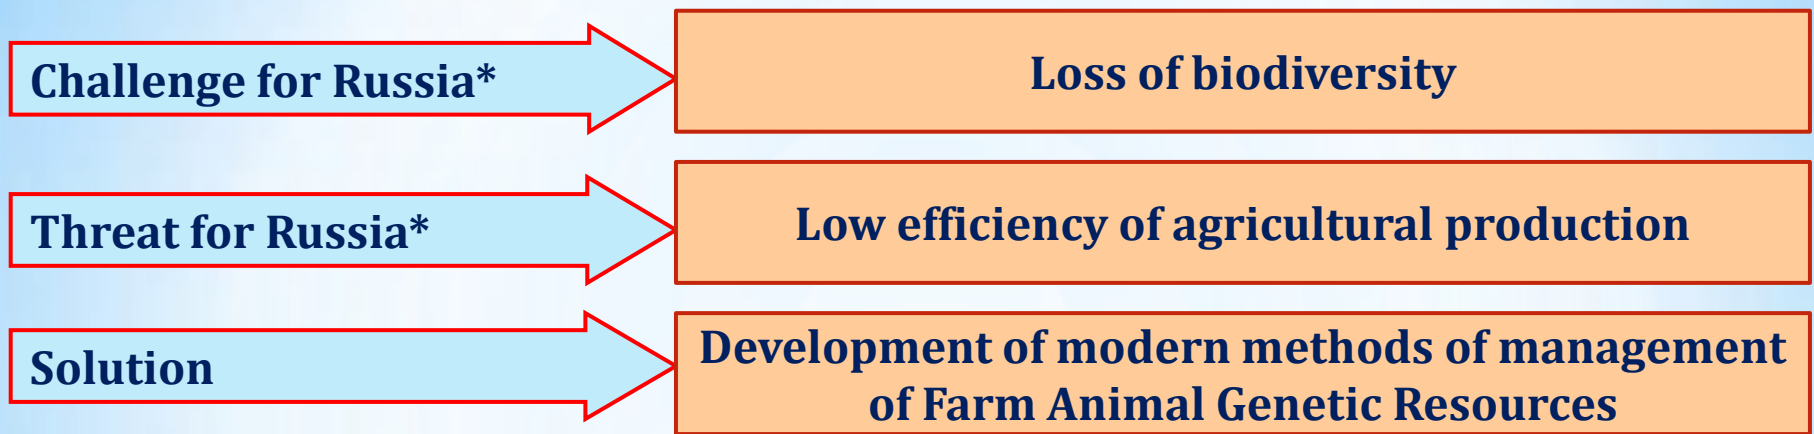 Challenge for Russia*
Loss of biodiversity
Threat for Russia*
Low efficiency of agricultural production
Solution
Development of modern methods of management
of Farm Animal Genetic Resources